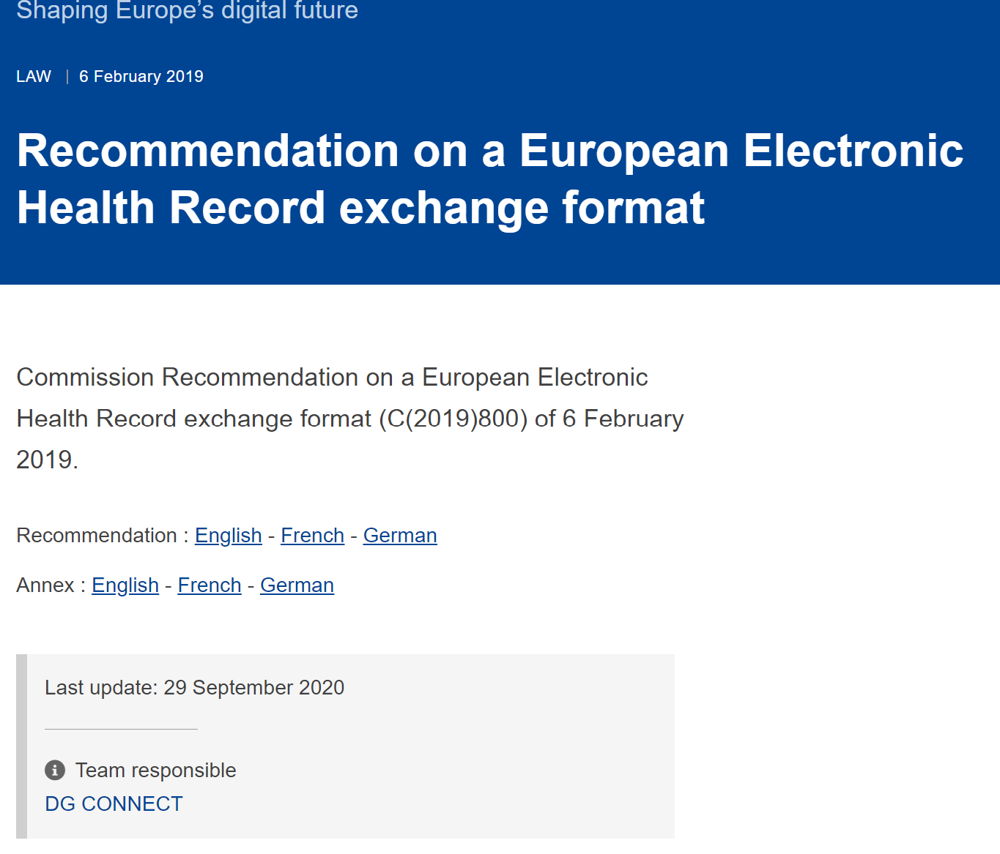 Shaping Europe’s digital future
LAW | 6 February 2019
Recommendation on a European Electronic
Health Record exchange format
Commission Recommendation on a European Electronic
Health Record exchange format (C(2019)800) of 6 February
2019.
Recommendation : English - French - German
Annex : English - French - German
Last update: 29 September 2020
Team responsible
DG CONNECT